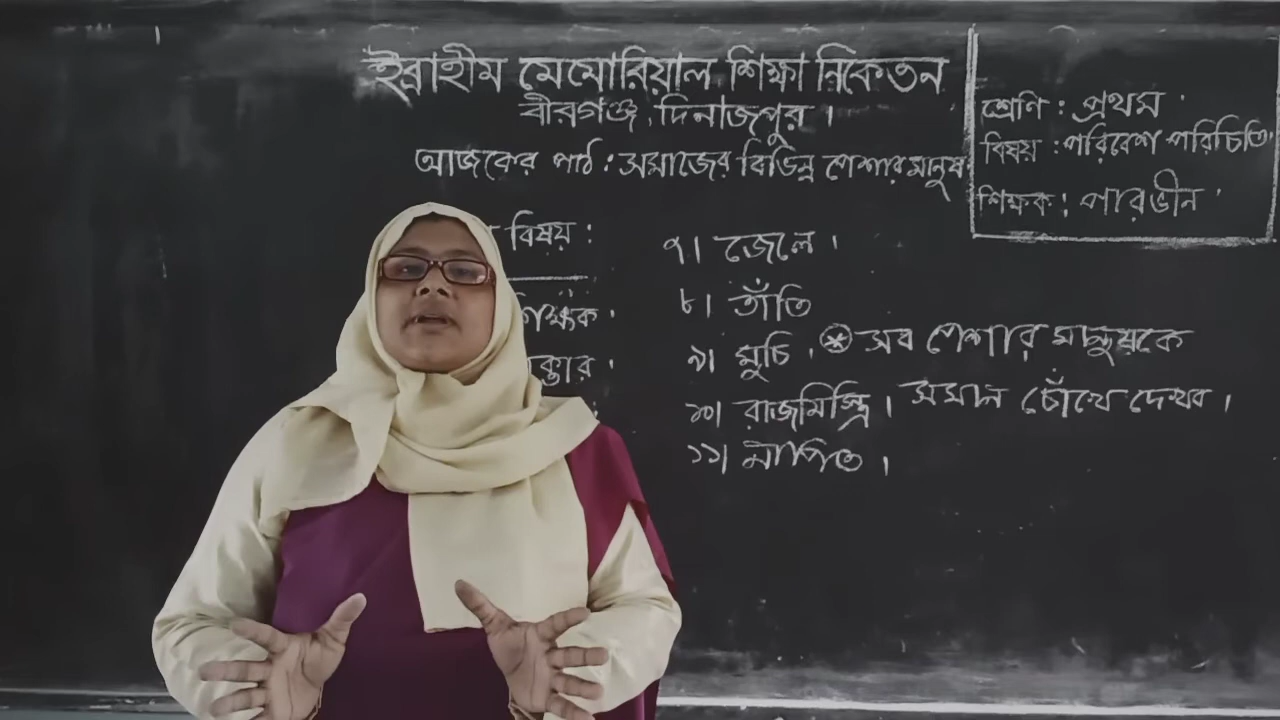 ইব্রাহীম মেমোরিয়াল শিক্ষা নিকেতন
বীরগঞ্জ, দিনাজপুর।
আজকের পাঠ : সমাজের বিভিন্ন পেশার মানুষ
শ্রেণি : প্রথম
বিষয় : পরিবেশ পরিচিতি
শিক্ষক : পারভীন
বিষয় :
৭। জেলে।
৮। তাঁতি
৯। মুচি।
১০। রাজমিস্ত্রি।
১১। নাপিত।
সব পেশার মানুষকে
সমান চোঁখে দেখব।